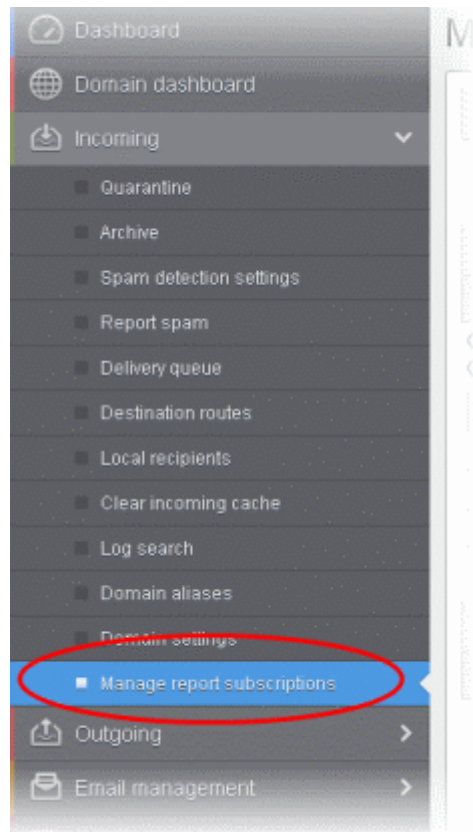 Dashboard
M
Domain dashboard
Incoming
Quarantine
Archive
Spam detection settings
Report spam
Delivery queue
Destination routes
Local recipients
Clear incoming cache
Log search
Domain aliases
Domain settings
Manage report subscriptions
Outgoing
Email management